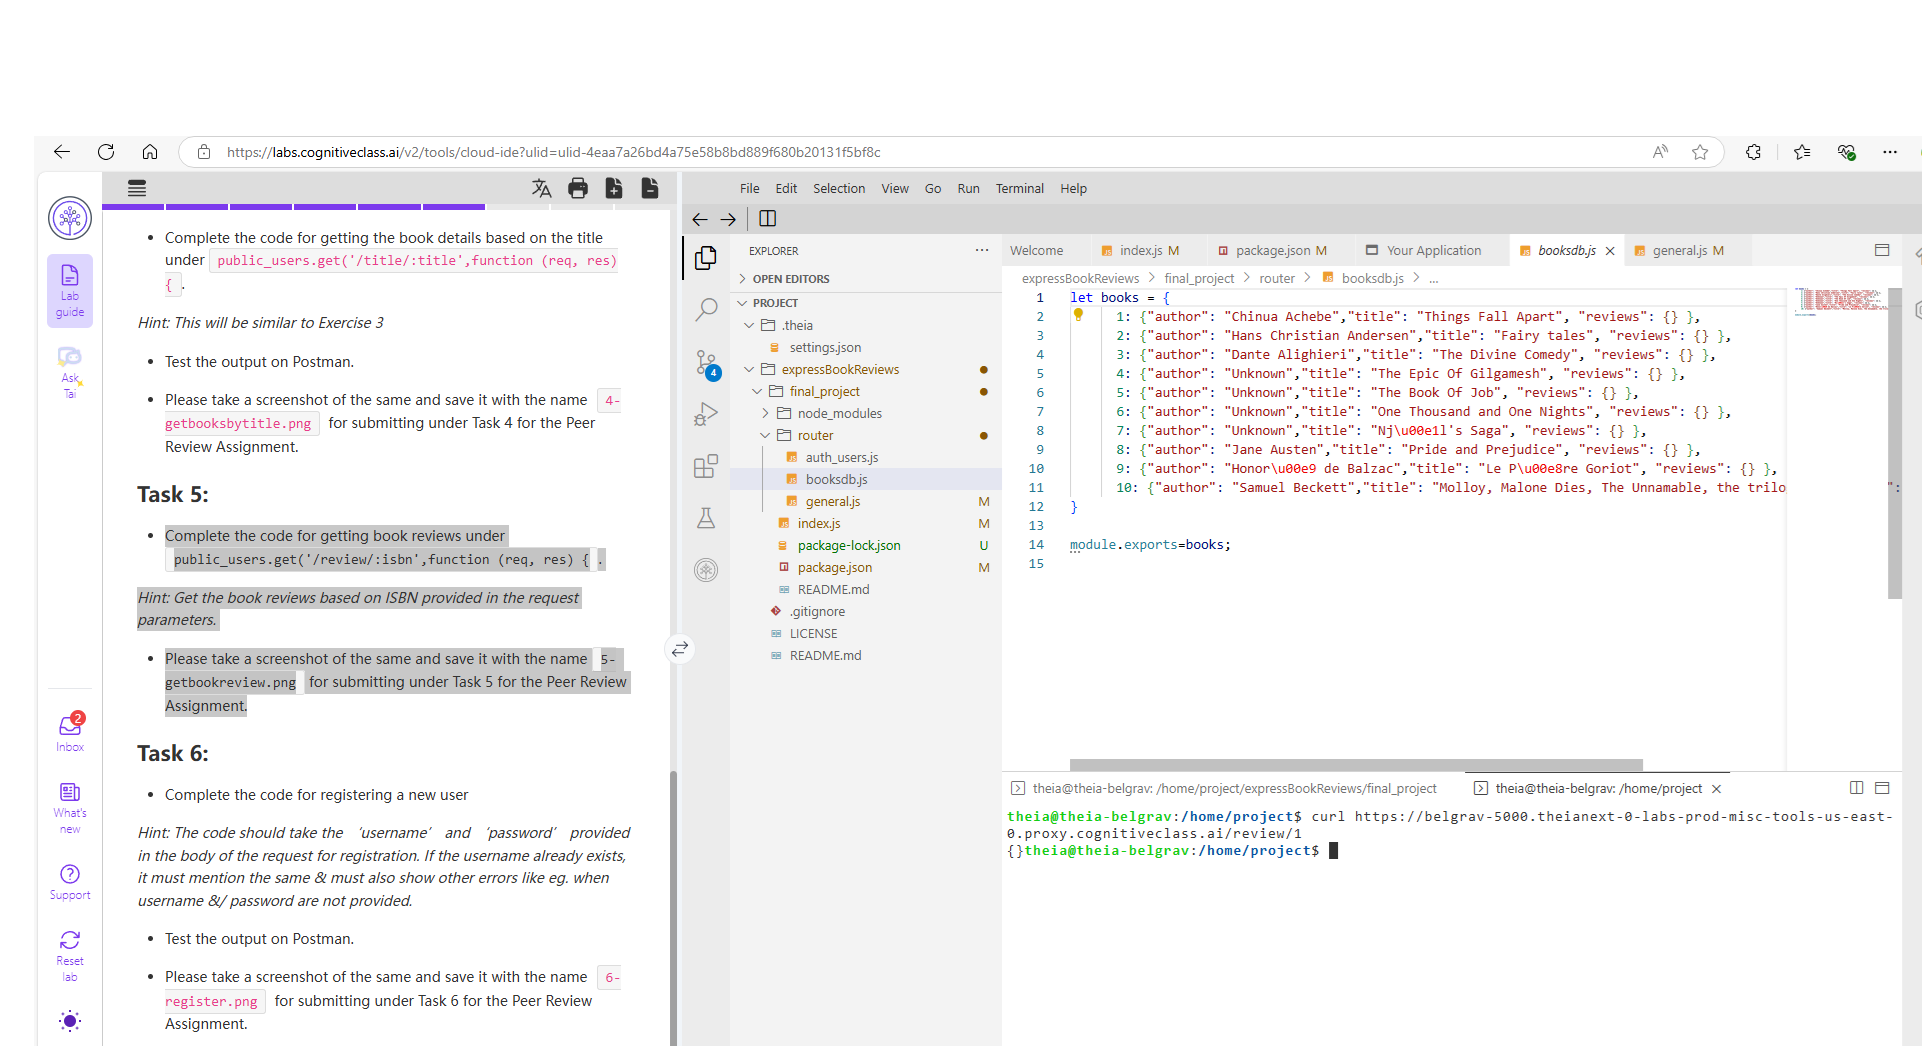 https://labs.cognitiveclass.ai/v2/tools/cloud-ide?ulid=ulid-4eaa7a26bd4a75e58b8bd889f680b20131f5bf8c
Lab
guide
Ask
Tai
2
Inbox
What's
new
Support
Reset
lab
Complete the code for getting the book details based on the title
under public_users.get('/title/:title',function (req, res)
{ .
Hint: This will be similar to Exercise 3
Test the output on Postman.
Please take a screenshot of the same and save it with the name 4-
getbooksbytitle.png for submitting under Task 4 for the Peer
Review Assignment.
Task 5:
Complete the code for getting book reviews under
public_users.get('/review/:isbn',function (req, res) { .
Hint: Get the book reviews based on ISBN provided in the request
parameters.
Please take a screenshot of the same and save it with the name 5-
getbookreview.png for submitting under Task 5 for the Peer Review
Assignment.
Task 6:
Complete the code for registering a new user
Hint: The code should take the ‘username’ and ‘password’ provided
in the body of the request for registration. If the username already exists,
it must mention the same & must also show other errors like eg. when
username &/ password are not provided.
Test the output on Postman.
Please take a screenshot of the same and save it with the name 6-
register.png for submitting under Task 6 for the Peer Review
Assignment.
File Edit Selection View Go Run Terminal Help
4
EXPLORER
OPEN EDITORS
PROJECT
.theia
settings.json
expressBookReviews
final_project
node_modules
router
auth_users.js
booksdb.js
general.js M
index.js M
package-lock.json U
package.json M
README.md
.gitignore
LICENSE
README.md
Welcome index.js M package.json M Your Application booksdb.js general.js M
expressBookReviews > final_project > router > booksdb.js > ...
1 let books = {
2 1: {"author": "Chinua Achebe","title": "Things Fall Apart", "reviews": {} },
3 2: {"author": "Hans Christian Andersen","title": "Fairy tales", "reviews": {} },
4 3: {"author": "Dante Alighieri","title": "The Divine Comedy", "reviews": {} },
5 4: {"author": "Unknown","title": "The Epic Of Gilgamesh", "reviews": {} },
6 5: {"author": "Unknown","title": "The Book Of Job", "reviews": {} },
7 6: {"author": "Unknown","title": "One Thousand and One Nights", "reviews": {} },
8 7: {"author": "Unknown","title": "Nj\u00e1l's Saga", "reviews": {} },
9 8: {"author": "Jane Austen","title": "Pride and Prejudice", "reviews": {} },
10 9: {"author": "Honor\u00e9 de Balzac","title": "Le P\u00e8re Goriot", "reviews": {} },
11 10: {"author": "Samuel Beckett","title": "Molloy, Malone Dies, The Unnamable, the trilo ":
12 }
13
14 module.exports=books;
15
theia@theia-belgrav: /home/project/expressBookReviews/final_project theia@theia-belgrav: /home/project
theia@theia-belgrav:/home/project$ curl https://belgrav-5000.theianext-0-labs-prod-misc-tools-us-east-
0.proxy.cognitiveclass.ai/review/1
{}theia@theia-belgrav:/home/project$